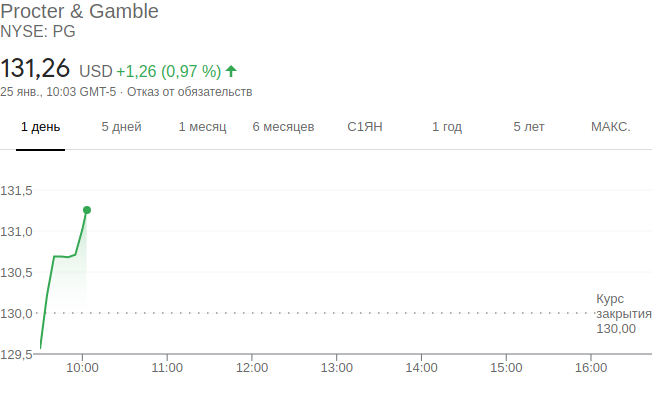 Procter & Gamble
NYSE: PG
131,26 USD +1,26 (0,97 %)
25 янв., 10:03 GMT-5 · Отказ от обязательств
1 день 5 дней 1 месяц 6 месяцев С1ЯН 1 год 5 лет МАКС.
131,5
131,0
130,5
Курс
130,0 закрытия
130,00
129,5
10:00 11:00 12:00 13:00 14:00 15:00 16:00